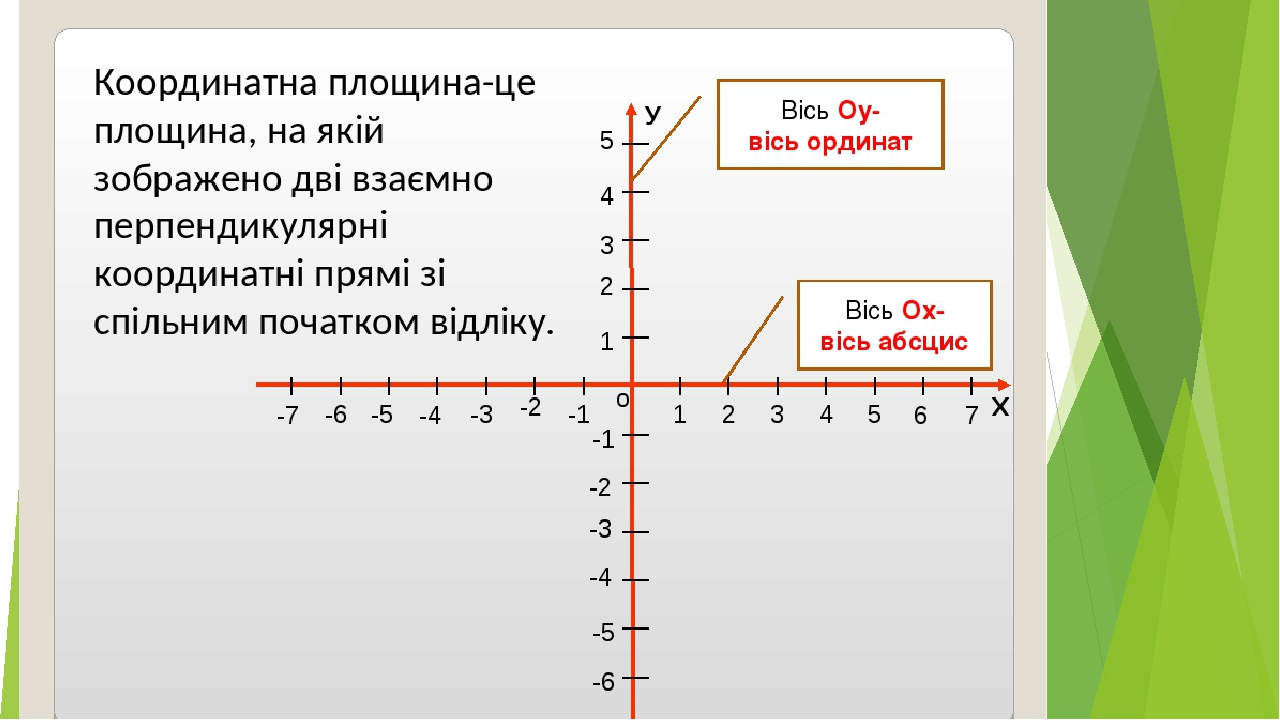 Координатна площина-це
площина, на якій
зображено дві взаємно
перпендикулярні
координатні прямі зі
спільним початком відліку.
Вісь Оу-
вісь ординат
Вісь Ох-
вісь абсцис
У
5
4
3
2
1
-7 -6 -5 -4 -3 -2 -1 о 1 2 3 4 5 6 7 Х
-1
-2
-3
-4
-5
-6